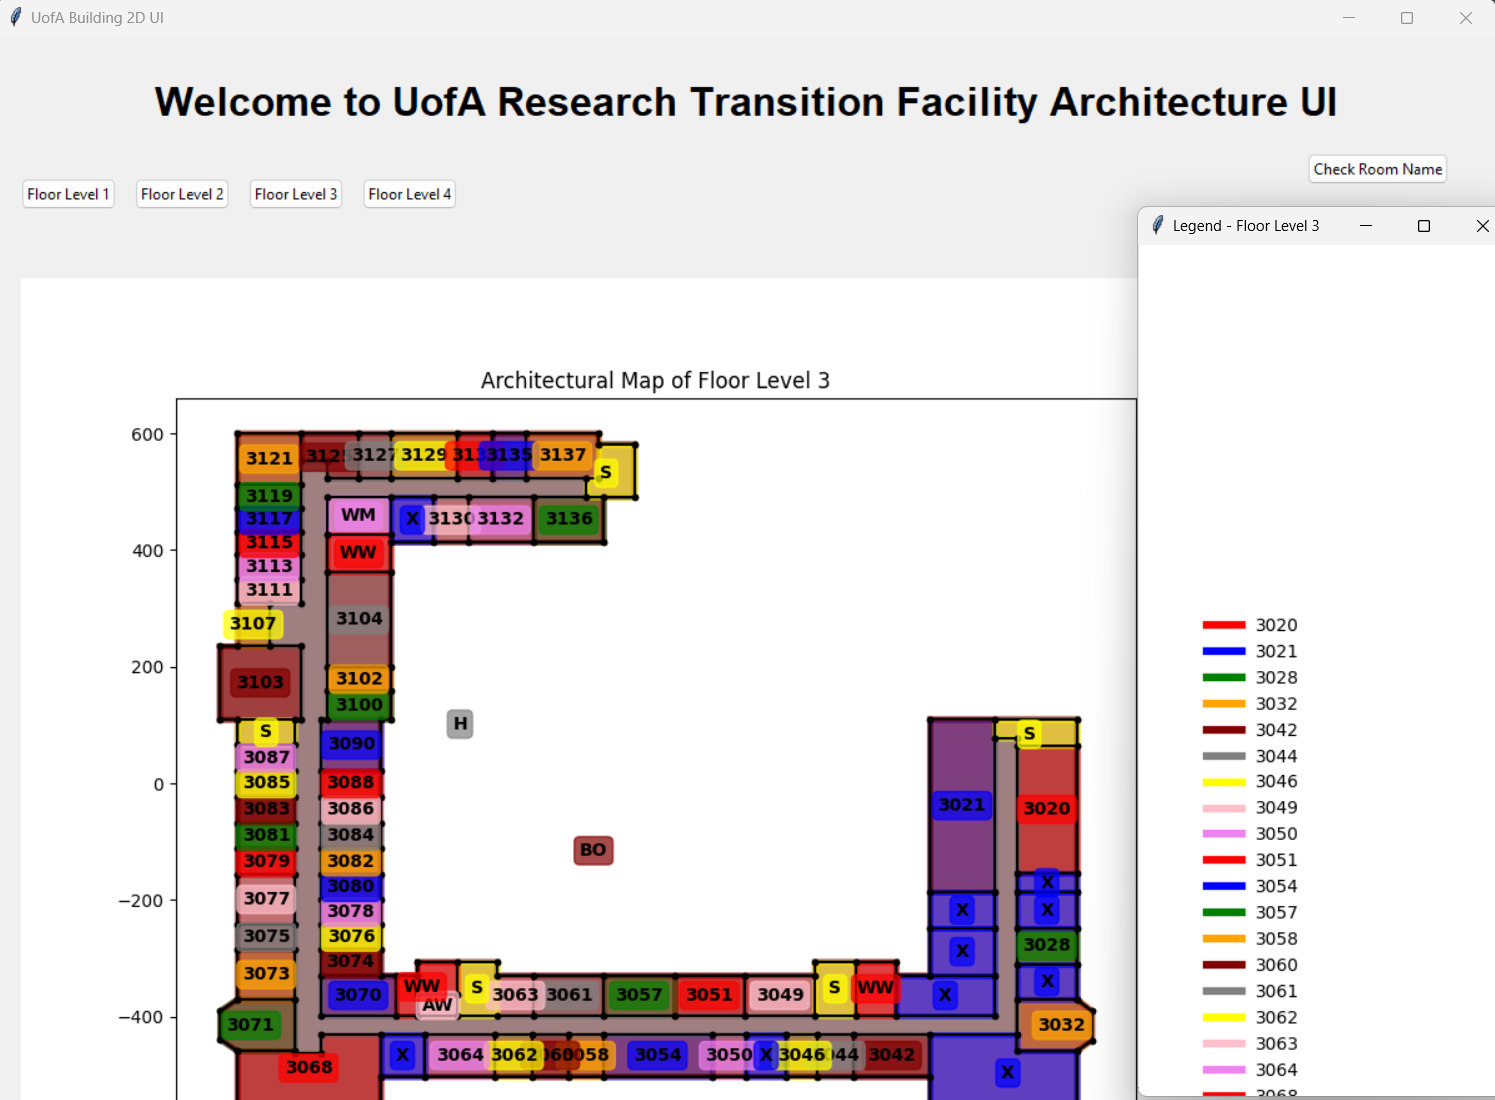 UofA Building 2D UI
Welcome to UofA Research Transition Facility Architecture UI
Check Room Name
Floor Level 1
Floor Level 2
Floor Level 3
Floor Level 4
Legend - Floor Level 3
Architectural Map of Floor Level 3
600
400
200
0
−200
−400
3121
3127
3129
3135
3137
S
3119
3117
3115
3113
3111
WM
X
3130
3132
3136
WW
3107
3104
3103
3102
3100
S
H
3087
3090
3085
3088
3083
3086
3081
3084
3079
3082
3080
3077
3078
3075
3076
3074
3073
3070
3071
3068
BO
WW
AW
S
3063
3061
3057
3051
3049
S
WW
X
X
3064
3062
3054
3050
X
3046
3042
X
3021
S
3020
X
X
X
X
3028
X
3032
3020
3021
3028
3032
3042
3044
3046
3049
3050
3051
3054
3057
3058
3060
3061
3062
3063
3064
3068